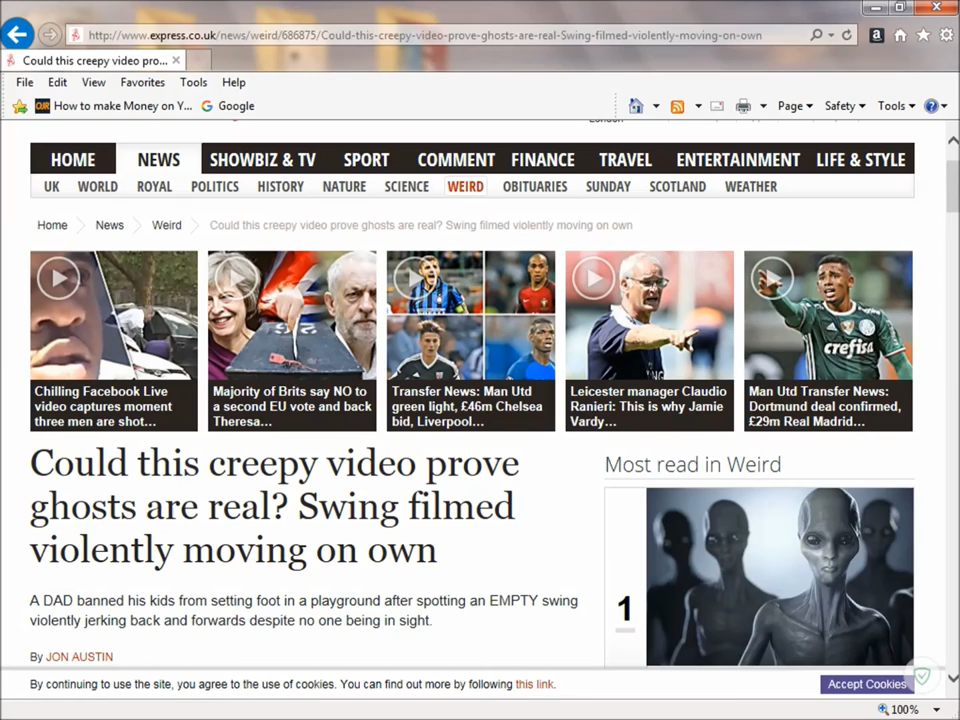 http://www.express.co.uk/news/weird/686875/Could-this-creepy-video-prove-ghosts-are-real-Swing-filmed-violently-moving-on-own
Could this creepy video pro...
File Edit View Favorites Tools Help
How to make Money on Y... Google
Page Safety Tools
HOME NEWS SHOWBIZ & TV SPORT COMMENT FINANCE TRAVEL ENTERTAINMENT LIFE & STYLE
UK WORLD ROYAL POLITICS HISTORY NATURE SCIENCE WEIRD OBITUARIES SUNDAY SCOTLAND WEATHER
Home News Weird Could this creepy video prove ghosts are real? Swing filmed violently moving on own
Chilling Facebook Live
video captures moment
three men are shot...
Majority of Brits say NO to
a second EU vote and back
Theresa...
Transfer News: Man Utd
green light, £46m Chelsea
bid, Liverpool...
Leicester manager Claudio
Ranieri: This is why Jamie
Vardy...
Man Utd Transfer News:
Dortmund deal confirmed,
£29m Real Madrid...
crefisa
Could this creepy video prove
ghosts are real? Swing filmed
violently moving on own
A DAD banned his kids from setting foot in a playground after spotting an EMPTY swing
violently jerking back and forwards despite no one being in sight.
By JON AUSTIN
Most read in Weird
1
By continuing to use the site, you agree to the use of cookies. You can find out more by following this link.
Accept Cookies
100%